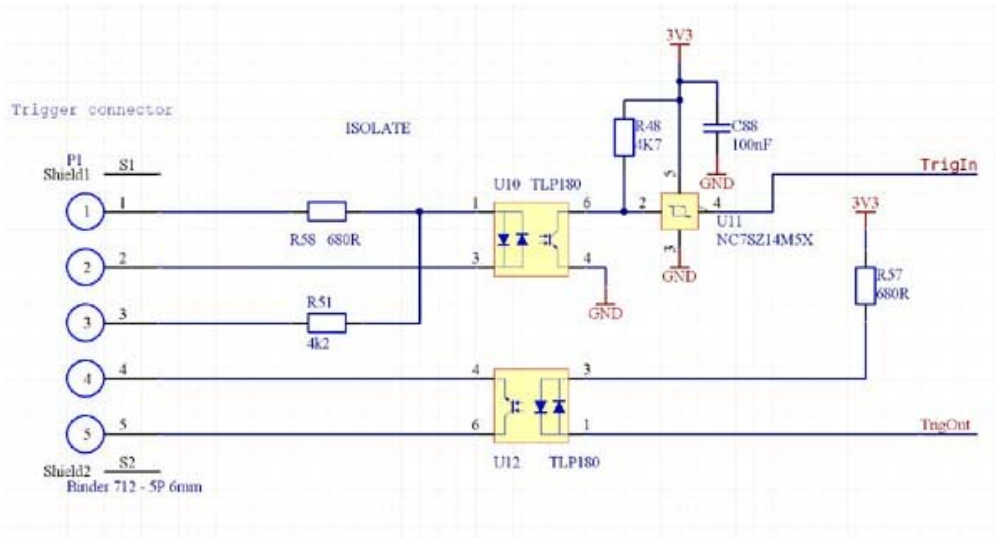 3V3
Trigger connector
ISOLATE
R48
4K7
C88
100nF
P1
Shield1
S1
5
GND
TrigIn
U10 TLP180
1
1
1
6
2
4
U11
NC7SZ14M5X
3V3
R58 680R
2
2
3
4
3
GND
R57
680R
R51
4k2
3
3
GND
4
4
4
3
5
5
6
1
TrigOut
U12 TLP180
Shield2
S2
Binder 712 - 5P 6mm